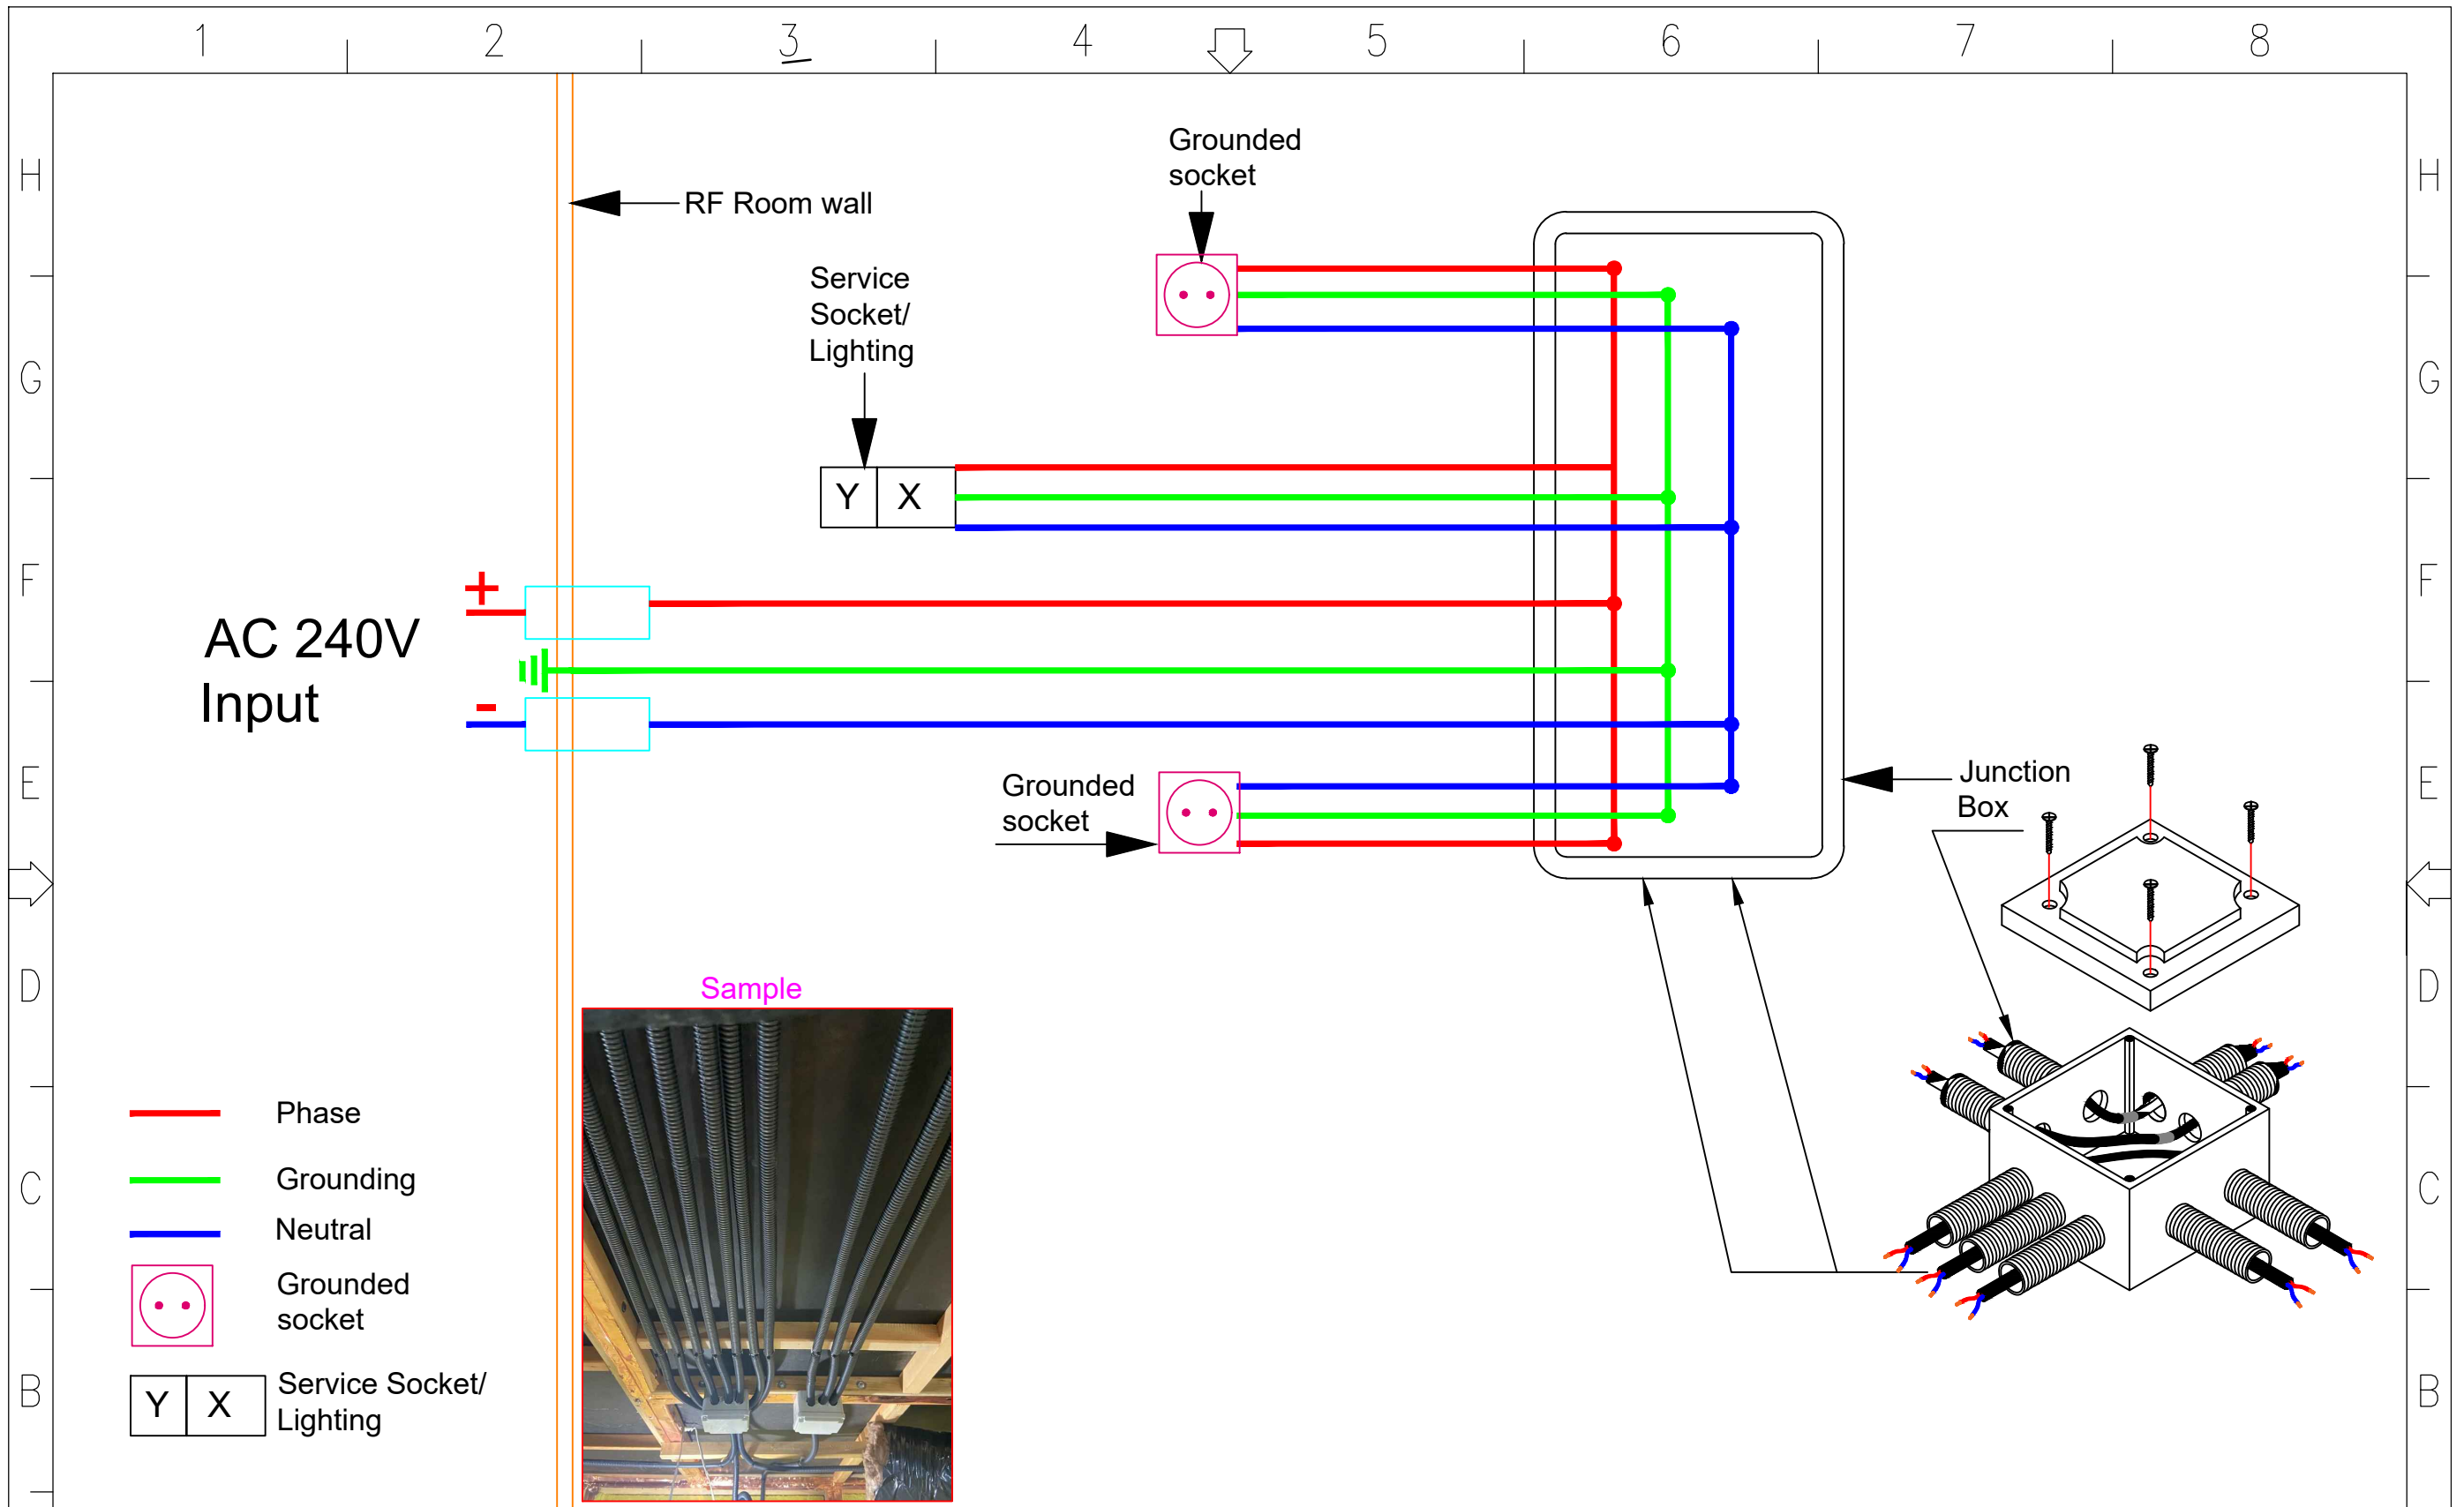 1 2 3 4 5 6 7 8
H H
Grounded
socket
RF Room wall
Service
Socket/
Lighting
G G
Y X
F F
+
AC 240V
Input
-
E E
Grounded
socket
Junction
Box
D D
Sample
Phase
Grounding
C C
Neutral
Grounded
socket
B B
Y X
Service Socket/
Lighting